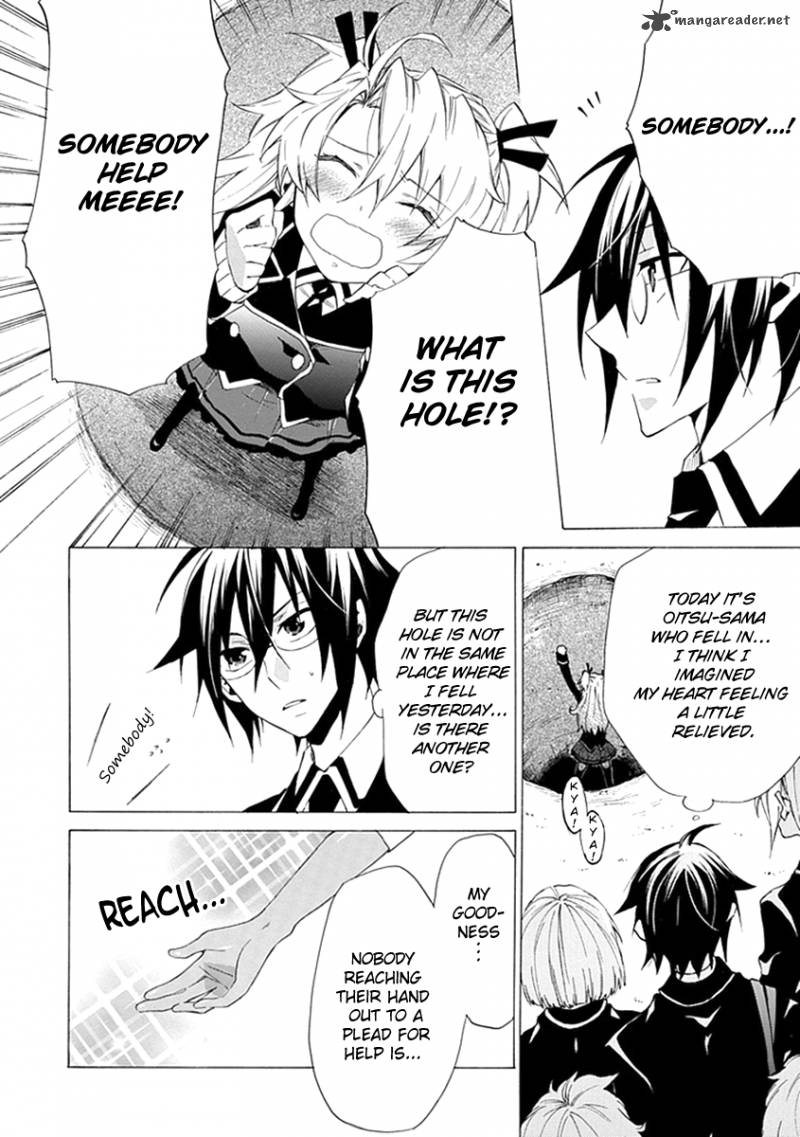 mangareader.net
SOMEBODY...!
WHAT
IS THIS
HOLE!?
SOMEBODY
HELP
MEEEE!
TODAY IT'S
OITSU-SAMA
WHO FELL IN...
I THINK I
IMAGINED
MY HEART FEELING
A LITTLE
RELIEVED.
KYA!
KYA!
BUT THIS
HOLE IS NOT
IN THE SAME
PLACE WHERE
I FELL
YESTERDAY...
IS THERE
ANOTHER
ONE?
Somebody!
MY
GOOD-
NESS
...
NOBODY
REACHING
THEIR HAND
OUT TO A
PLEAD FOR
HELP IS...
REACH...